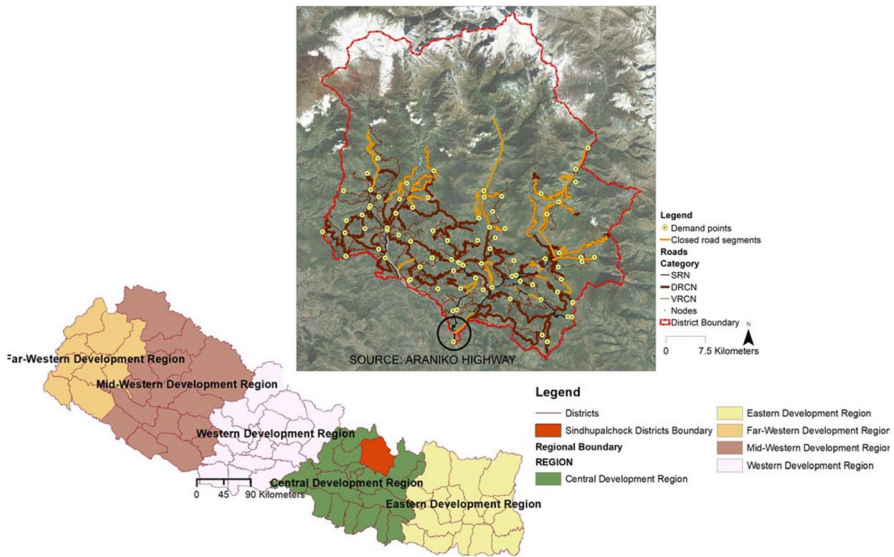 Legend
Demand points
Closed road segments
Roads
Category
SRN
DRCN
VRCN
Nodes
District Boundary
N
0 7.5 Kilometers
SOURCE: ARANIKO HIGHWAY
Far-Western Development Region
Mid-Western Development Region
Western Development Region
0 45 90 Kilometers
Central Development Region
Eastern Development Region
Legend
Districts
Sindhupalchock Districts Boundary
Regional Boundary
REGION
Central Development Region
Eastern Development Region
Far-Western Development Region
Mid-Western Development Region
Western Development Region